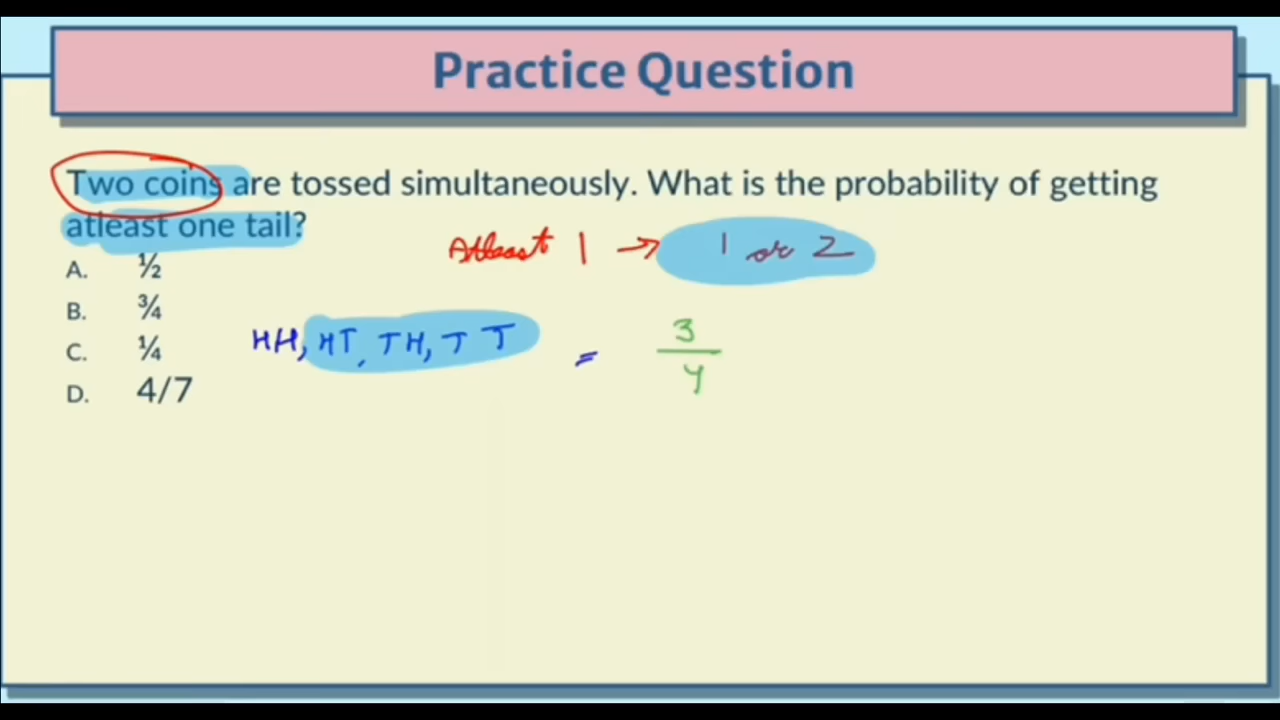 Practice Question
Two coins are tossed simultaneously. What is the probability of getting
atleast one tail?
Atleast 1 → 1 or 2
A. ½
B. ¾
C. ¼
D. 4/7
HH, HT, TH, T T = 3/4